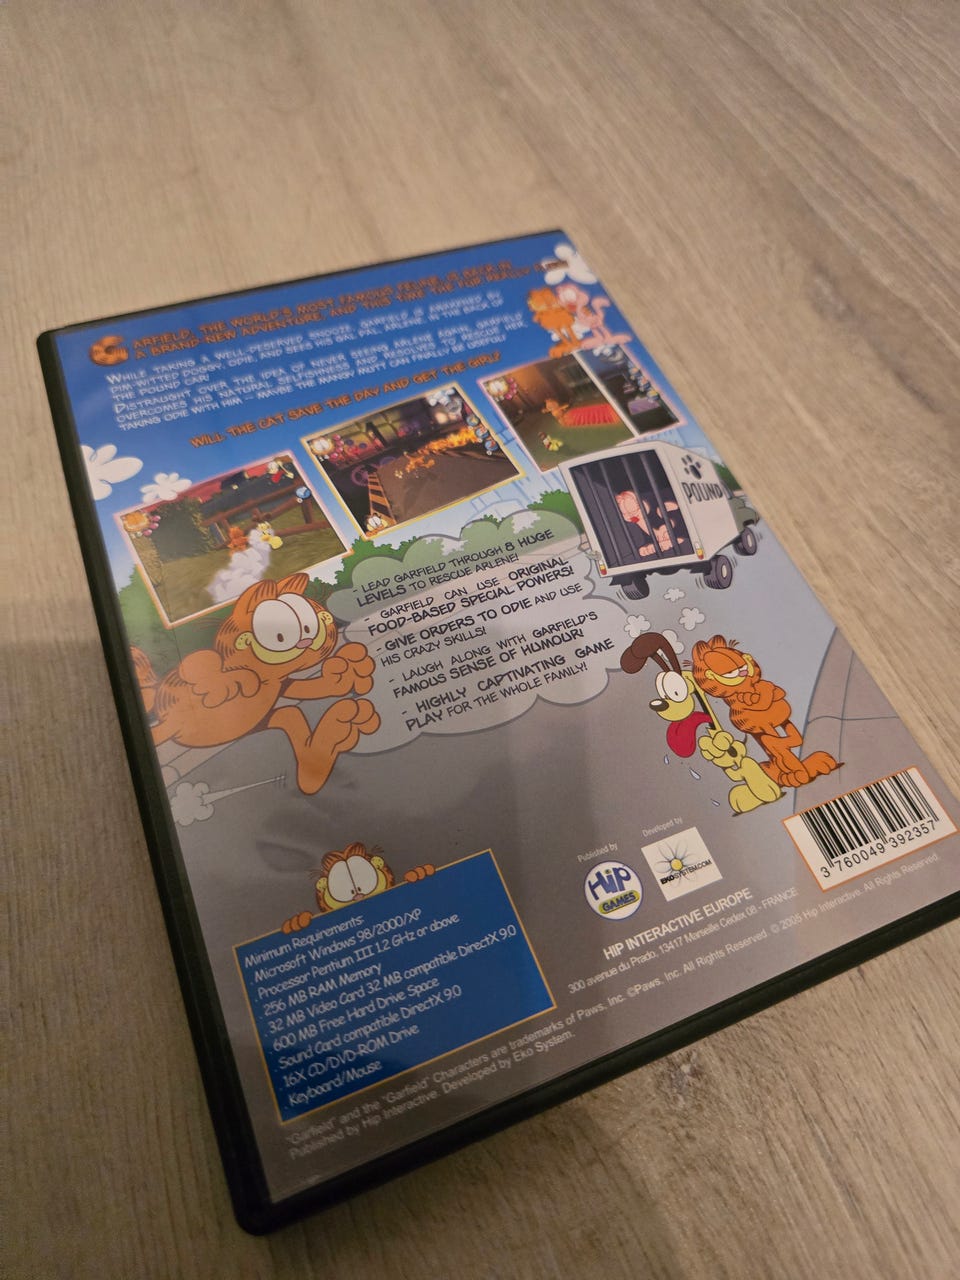 GARFIELD, THE WORLD'S MOST FAMOUS FELINE, IS BACK IN
A BRAND-NEW ADVENTURE, AND THIS TIME THE FUR REALLY
WHILE TAKING A WELL-DESERVED SNOOZE, GARFIELD IS AWAKENED BY
DIM-WITTED DOGGY, ODIE, AND SEES HIS GAL PAL, ARLENE, IN THE BACK OF
THE POUND CAR!
DISTRAUGHT OVER THE IDEA OF NEVER SEEING ARLENE AGAIN, GARFIELD
OVERCOMES HIS NATURAL SELFISHNESS AND RESOLVES TO RESCUE HER,
TAKING ODIE WITH HIM – MAYBE THE MANGY MUTT CAN FINALLY BE USEFUL!
WILL THE CAT SAVE THE DAY AND GET THE GIRL?
POUND
- LEAD GARFIELD THROUGH 8 HUGE
LEVELS TO RESCUE ARLENE!
- GARFIELD CAN USE ORIGINAL
FOOD-BASED SPECIAL POWERS!
- GIVE ORDERS TO ODIE AND USE
HIS CRAZY SKILLS!
- LAUGH ALONG WITH GARFIELD'S
FAMOUS SENSE OF HUMOUR!
- HIGHLY CAPTIVATING GAME
PLAY FOR THE WHOLE FAMILY!
Minimum Requirements:
. Microsoft Windows 98/2000/XP
. Processor Pentium III 1.2 GHz or above
. 256 MB RAM Memory
. 32 MB Video Card 32 MB compatible DirectX 9.0
. 600 MB Free Hard Drive Space
. Sound Card compatible DirectX 9.0
. 16X CD/DVD-ROM Drive
. Keyboard/Mouse
Published by
HiP
GAMES
Developed by
EKOSYSTEM.COM
3 760049 392357
HIP INTERACTIVE EUROPE
300 avenue du Prado, 13417 Marseille Cedex 08 - FRANCE
"Garfield" and the "Garfield" Characters are trademarks of Paws, Inc. ©Paws, Inc. All Rights Reserved. © 2005 Hip Interactive. All Rights Reserved.
Published by Hip Interactive. Developed by Eko System.